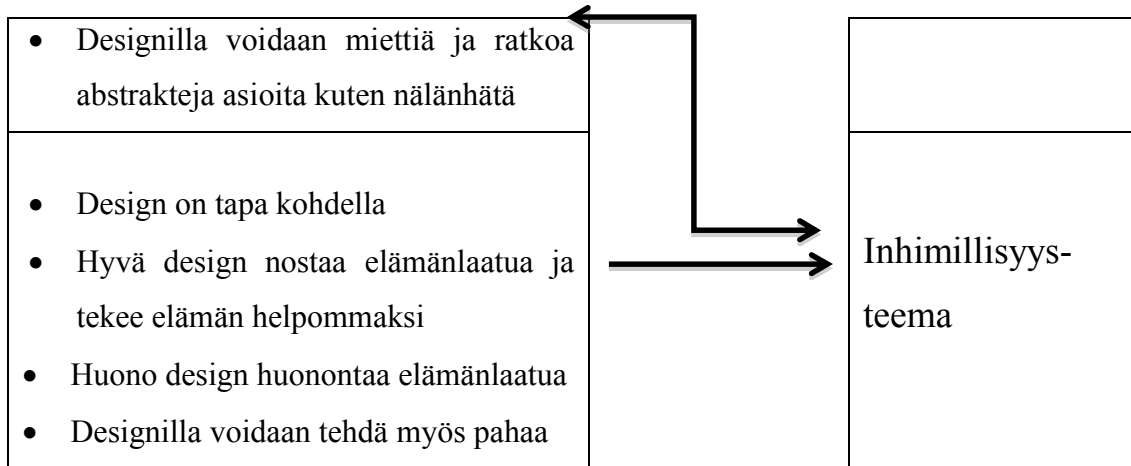 • Designilla voidaan miettiä ja ratkoa
abstrakteja asioita kuten nälänhätä
• Design on tapa kohdella
• Hyvä design nostaa elämänlaatua ja
tekee elämän helpommaksi
• Huono design huonontaa elämänlaatua
• Designilla voidaan tehdä myös pahaa
Inhimillisyys-
teema